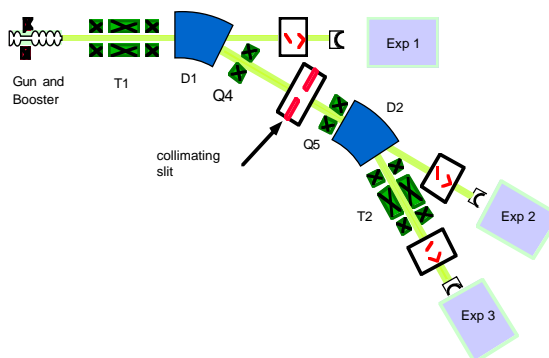 Exp 1
D1
Gun and
Booster
T1
Q4
D2
Q5
collimating
slit
T2
Exp 2
Exp 3